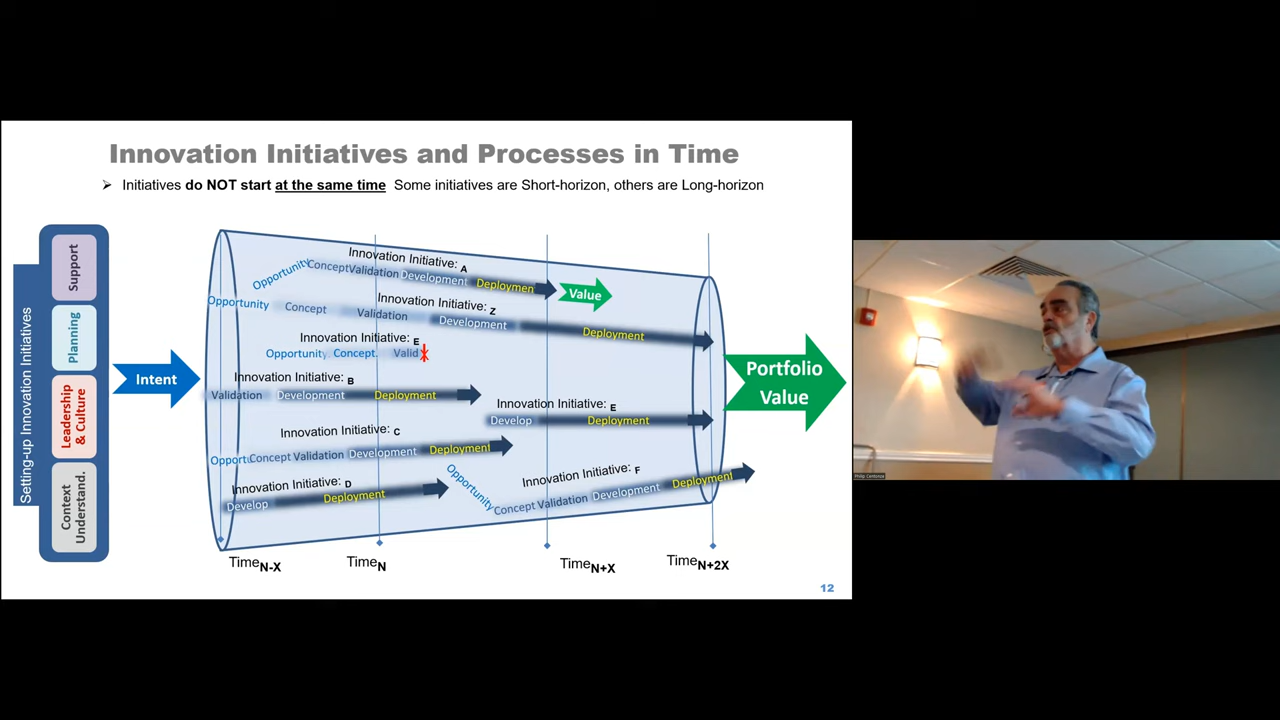 Innovation Initiatives and Processes in Time
➢ Initiatives do NOT start at the same time Some initiatives are Short-horizon, others are Long-horizon
Setting-up Innovation Initiatives
Support
Planning
Leadership
& Culture
Context
Understand.
Intent
Innovation Initiative: A
Opportunity Concept Validation Development Deploymen
Value
Innovation Initiative: Z
Opportunity Concept Validation Development Deployment
Innovation Initiative: E
Opportunity Concept. Valid
Innovation Initiative: B
Validation Development Deployment
Innovation Initiative: E
Develop Deployment
Innovation Initiative: C
Opportu Concept Validation Development Deployment
Innovation Initiative: D
Develop Deployment
Innovation Initiative: F
Opportunity Concept Validation Development Deployment
Portfolio
Value
TimeN-X TimeN TimeN+X TimeN+2X
12
Philip Centonze